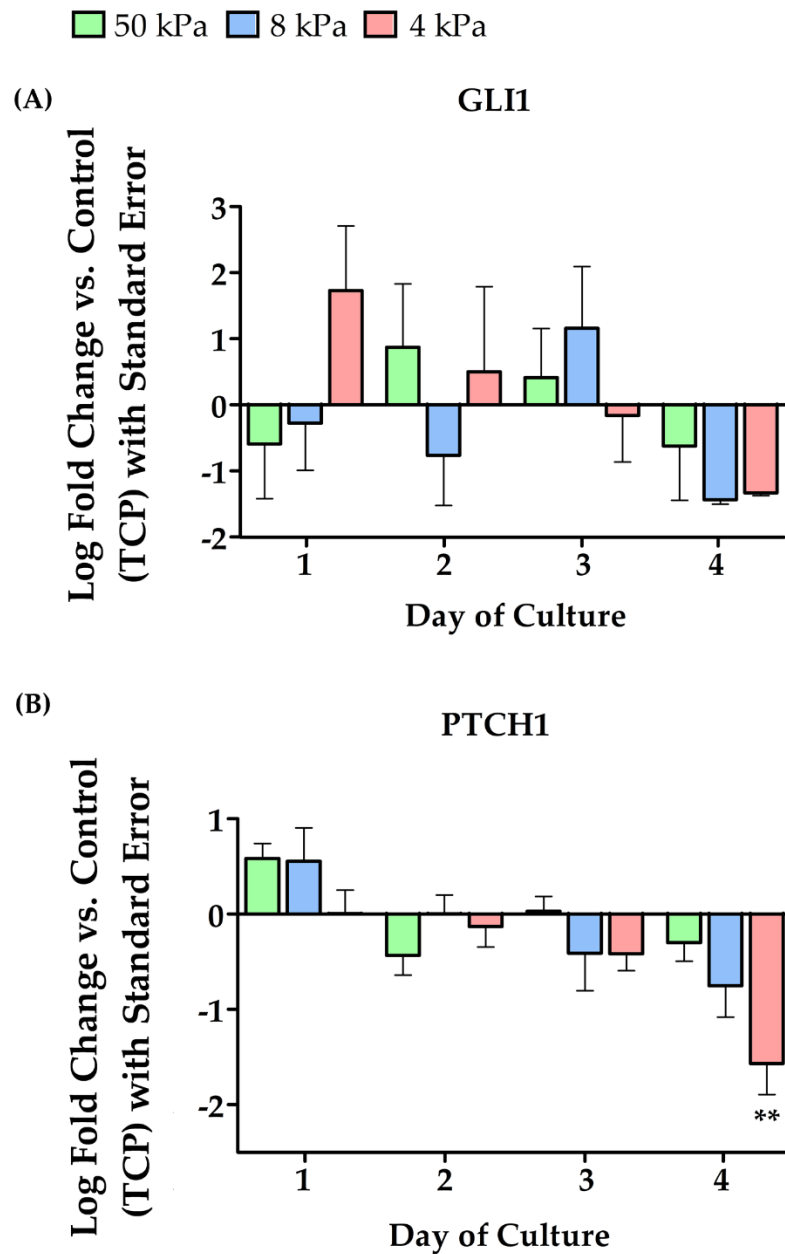 50 kPa 8 kPa 4 kPa
(A)
GLI1
Log Fold Change vs. Control
(TCP) with Standard Error
3
2
1
0
-1
-2
1 2 3 4
Day of Culture
(B)
PTCH1
Log Fold Change vs. Control
(TCP) with Standard Error
1
0
-1
-2
**
1 2 3 4
Day of Culture